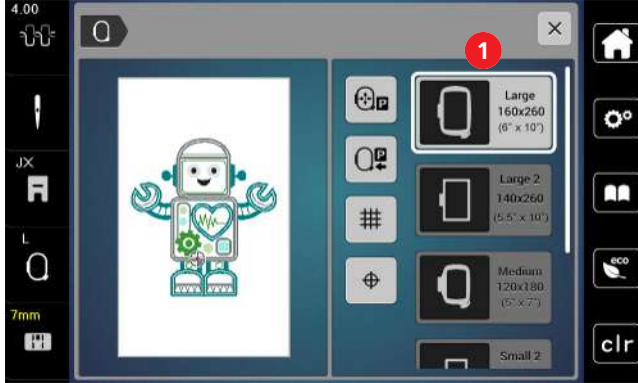 4.00
JX
L
7mm
1
P
P
Large
160x260
(6" x 10")
Large 2
140x260
(5.5" x 10")
Medium
120x180
(5" x 7")
Small 2
eco
clr